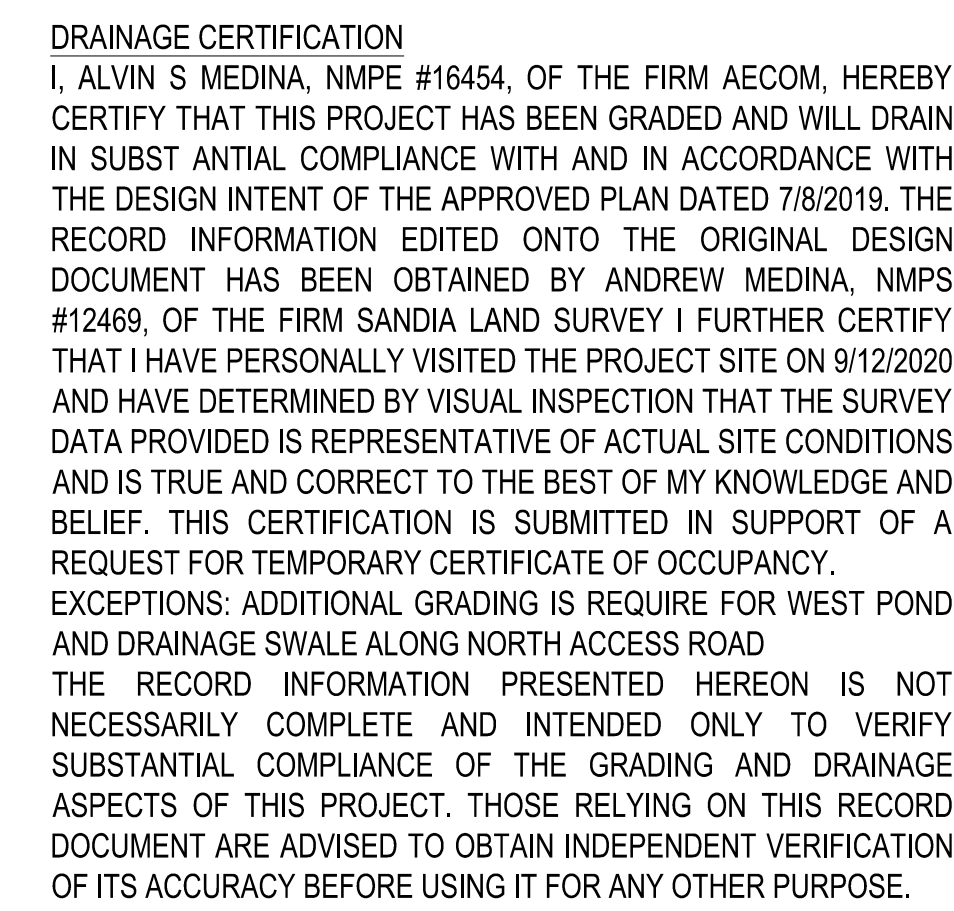 DRAINAGE CERTIFICATION
I, ALVIN S MEDINA, NMPE #16454, OF THE FIRM AECOM, HEREBY
CERTIFY THAT THIS PROJECT HAS BEEN GRADED AND WILL DRAIN
IN SUBST ANTIAL COMPLIANCE WITH AND IN ACCORDANCE WITH
THE DESIGN INTENT OF THE APPROVED PLAN DATED 7/8/2019. THE
RECORD INFORMATION EDITED ONTO THE ORIGINAL DESIGN
DOCUMENT HAS BEEN OBTAINED BY ANDREW MEDINA, NMPS
#12469, OF THE FIRM SANDIA LAND SURVEY I FURTHER CERTIFY
THAT I HAVE PERSONALLY VISITED THE PROJECT SITE ON 9/12/2020
AND HAVE DETERMINED BY VISUAL INSPECTION THAT THE SURVEY
DATA PROVIDED IS REPRESENTATIVE OF ACTUAL SITE CONDITIONS
AND IS TRUE AND CORRECT TO THE BEST OF MY KNOWLEDGE AND
BELIEF. THIS CERTIFICATION IS SUBMITTED IN SUPPORT OF A
REQUEST FOR TEMPORARY CERTIFICATE OF OCCUPANCY.
EXCEPTIONS: ADDITIONAL GRADING IS REQUIRE FOR WEST POND
AND DRAINAGE SWALE ALONG NORTH ACCESS ROAD
THE RECORD INFORMATION PRESENTED HEREON IS NOT
NECESSARILY COMPLETE AND INTENDED ONLY TO VERIFY
SUBSTANTIAL COMPLIANCE OF THE GRADING AND DRAINAGE
ASPECTS OF THIS PROJECT. THOSE RELYING ON THIS RECORD
DOCUMENT ARE ADVISED TO OBTAIN INDEPENDENT VERIFICATION
OF ITS ACCURACY BEFORE USING IT FOR ANY OTHER PURPOSE.